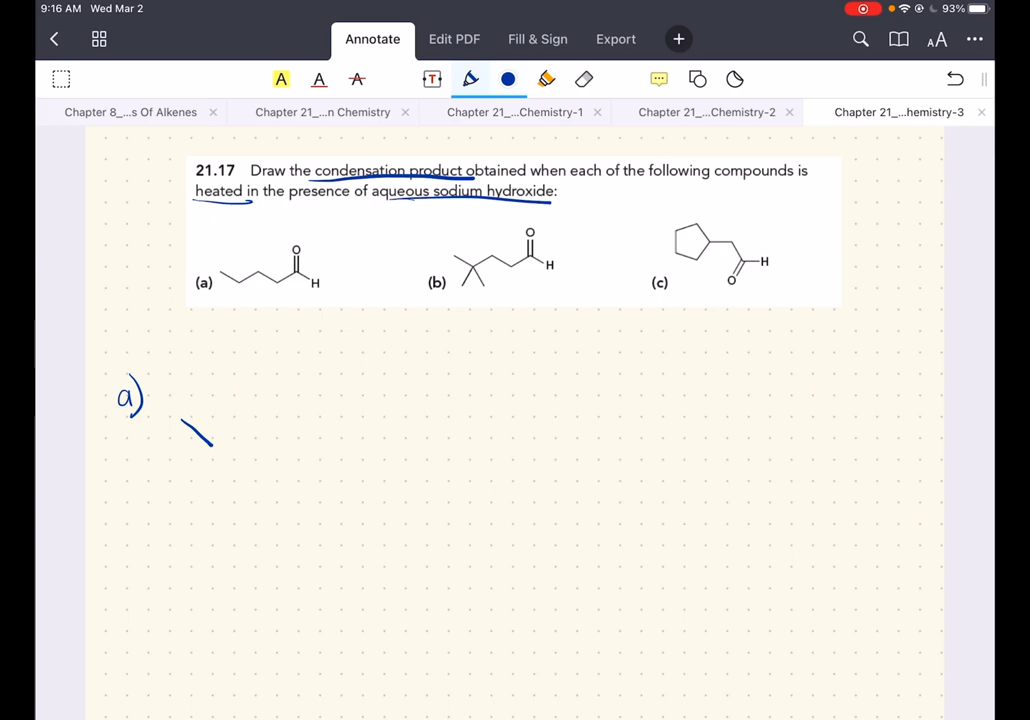 9:16 AM Wed Mar 2
93%
Annotate Edit PDF Fill & Sign Export
AA
A A A T
Chapter 8_...s Of Alkenes Chapter 21_...n Chemistry Chapter 21_...Chemistry-1 Chapter 21_...Chemistry-2 Chapter 21_...hemistry-3
21.17 Draw the condensation product obtained when each of the following compounds is
heated in the presence of aqueous sodium hydroxide:
(a) O H (b) O H (c) H O
a)